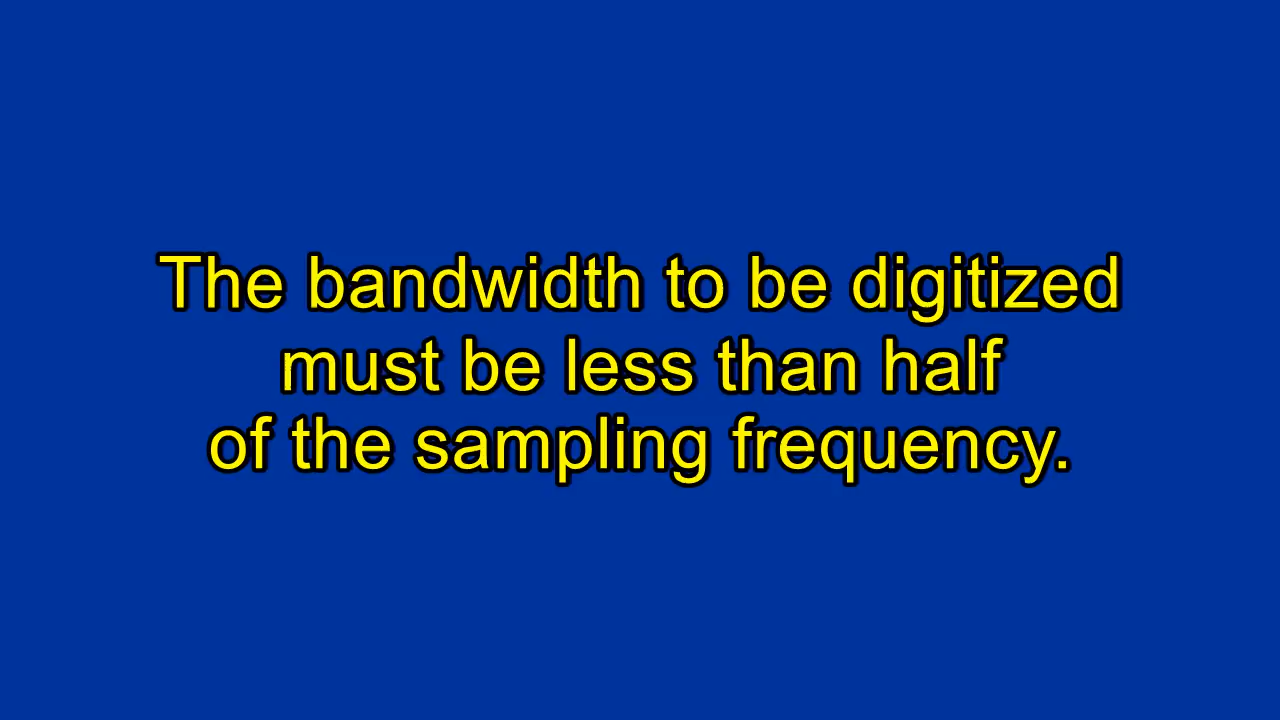 The bandwidth to be digitized
must be less than half
of the sampling frequency.